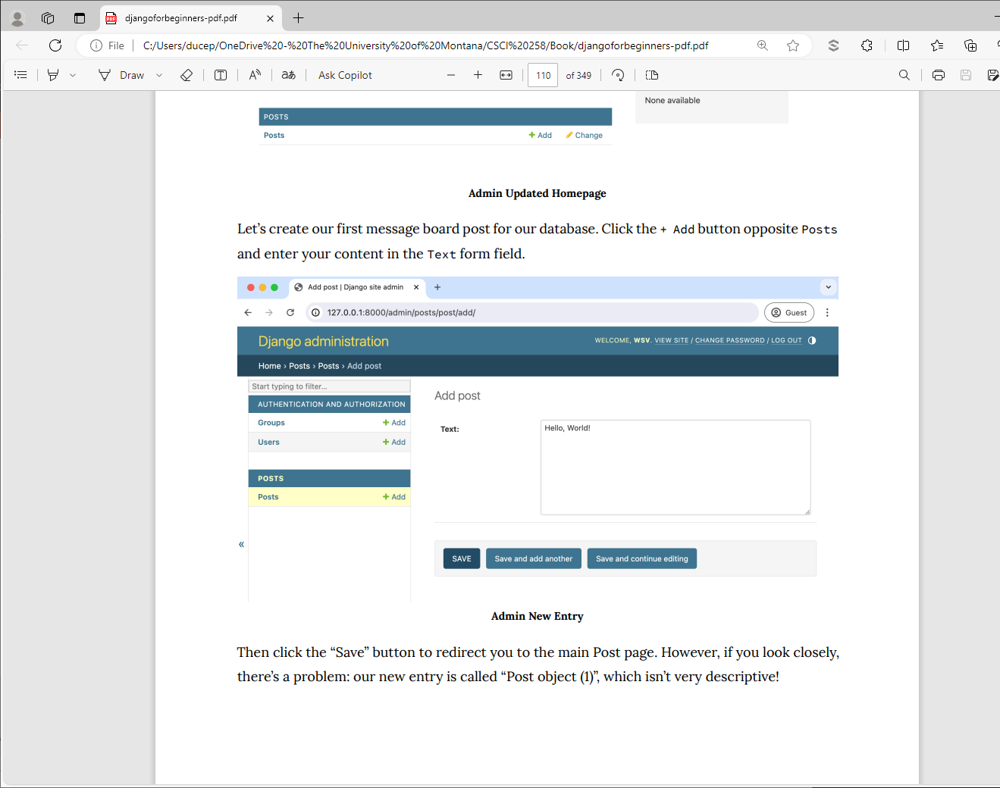 djangoforbeginners-pdf.pdf
File
C:/Users/ducep/OneDrive%20-%20The%20University%20of%20Montana/CSCI%20258/Book/djangoforbeginners-pdf.pdf
Draw
Ask Copilot
110
of 349
None available
POSTS
Posts
+ Add
Change
Admin Updated Homepage
Let’s create our first message board post for our database. Click the + Add button opposite Posts
and enter your content in the Text form field.
Add post | Django site admin
127.0.0.1:8000/admin/posts/post/add/
Guest
Django administration
WELCOME, WSV. VIEW SITE / CHANGE PASSWORD / LOG OUT
Home › Posts › Posts › Add post
Start typing to filter...
AUTHENTICATION AND AUTHORIZATION
Groups + Add
Users + Add
POSTS
Posts + Add
«
Add post
Text:
Hello, World!
SAVE
Save and add another
Save and continue editing
Admin New Entry
Then click the “Save” button to redirect you to the main Post page. However, if you look closely,
there’s a problem: our new entry is called “Post object (1)”, which isn’t very descriptive!